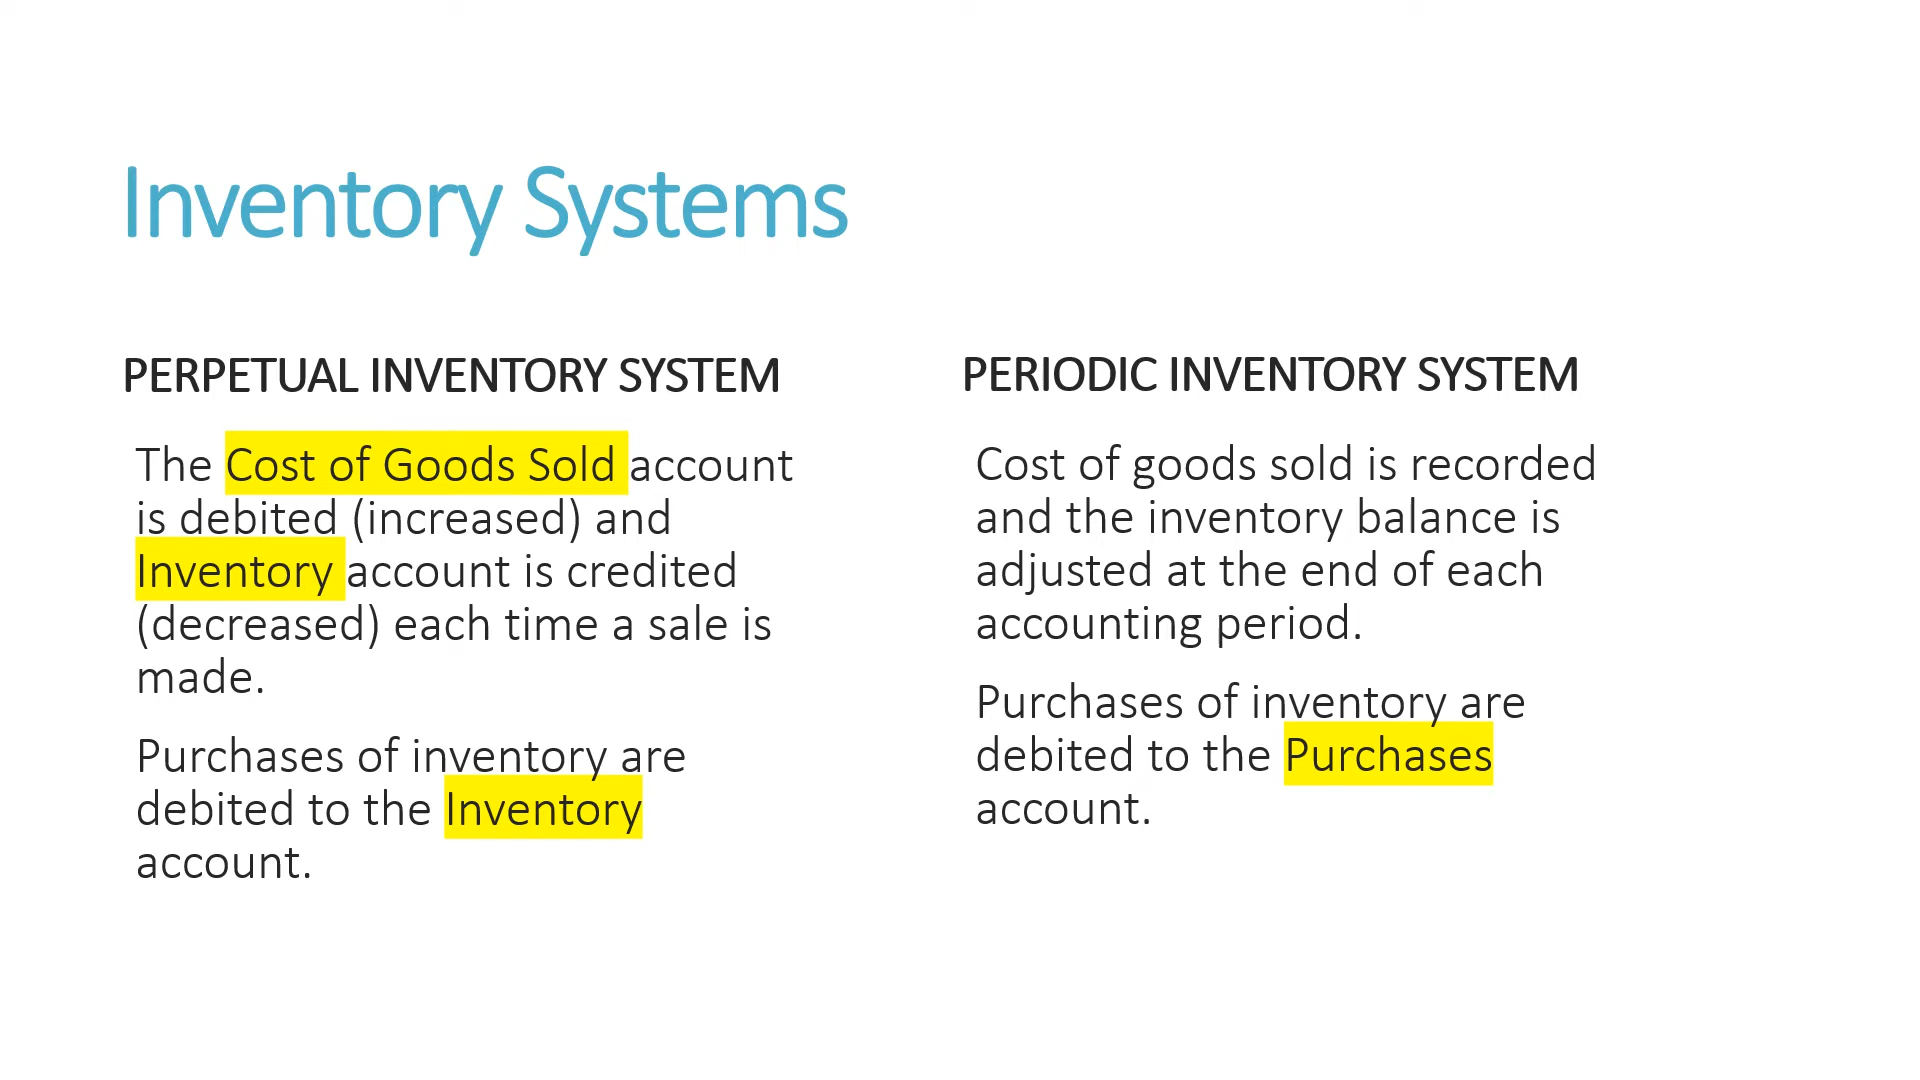 Inventory Systems
PERPETUAL INVENTORY SYSTEM
The Cost of Goods Sold account
is debited (increased) and
Inventory account is credited
(decreased) each time a sale is
made.
Purchases of inventory are
debited to the Inventory
account.
PERIODIC INVENTORY SYSTEM
Cost of goods sold is recorded
and the inventory balance is
adjusted at the end of each
accounting period.
Purchases of inventory are
debited to the Purchases
account.